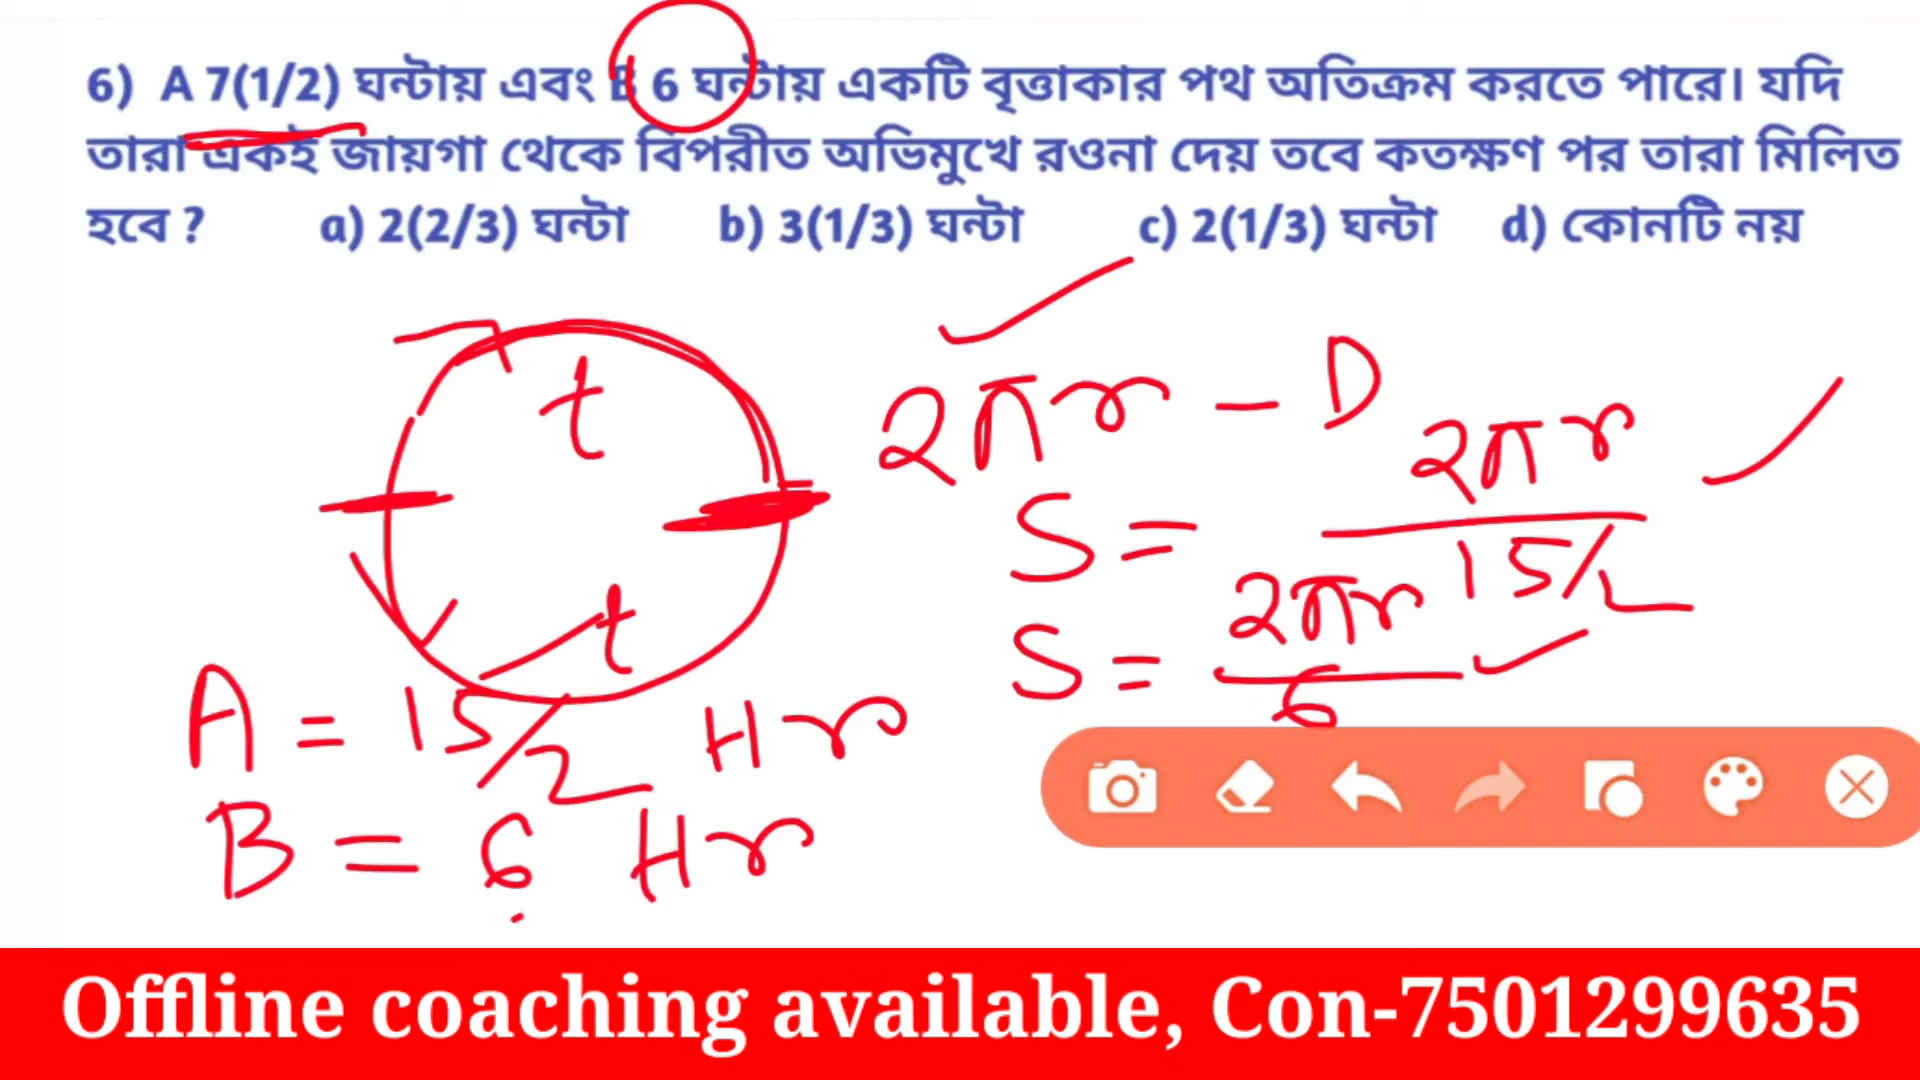 6) A 7(1/2) ঘন্টায় এবং B 6 ঘন্টায় একটি বৃত্তাকার পথ অতিক্রম করতে পারে। যদি
তারা একই জায়গা থেকে বিপরীত অভিমুখে রওনা দেয় তবে কতক্ষণ পর তারা মিলিত
হবে ? a) 2(2/3) ঘন্টা b) 3(1/3) ঘন্টা c) 2(1/3) ঘন্টা d) কোনটি নয়
t
2πr - D
S = 2πr
15/2
t
S = 2πr
6
A = 15/2 Hr
B = 6 Hr
Offline coaching available, Con-7501299635